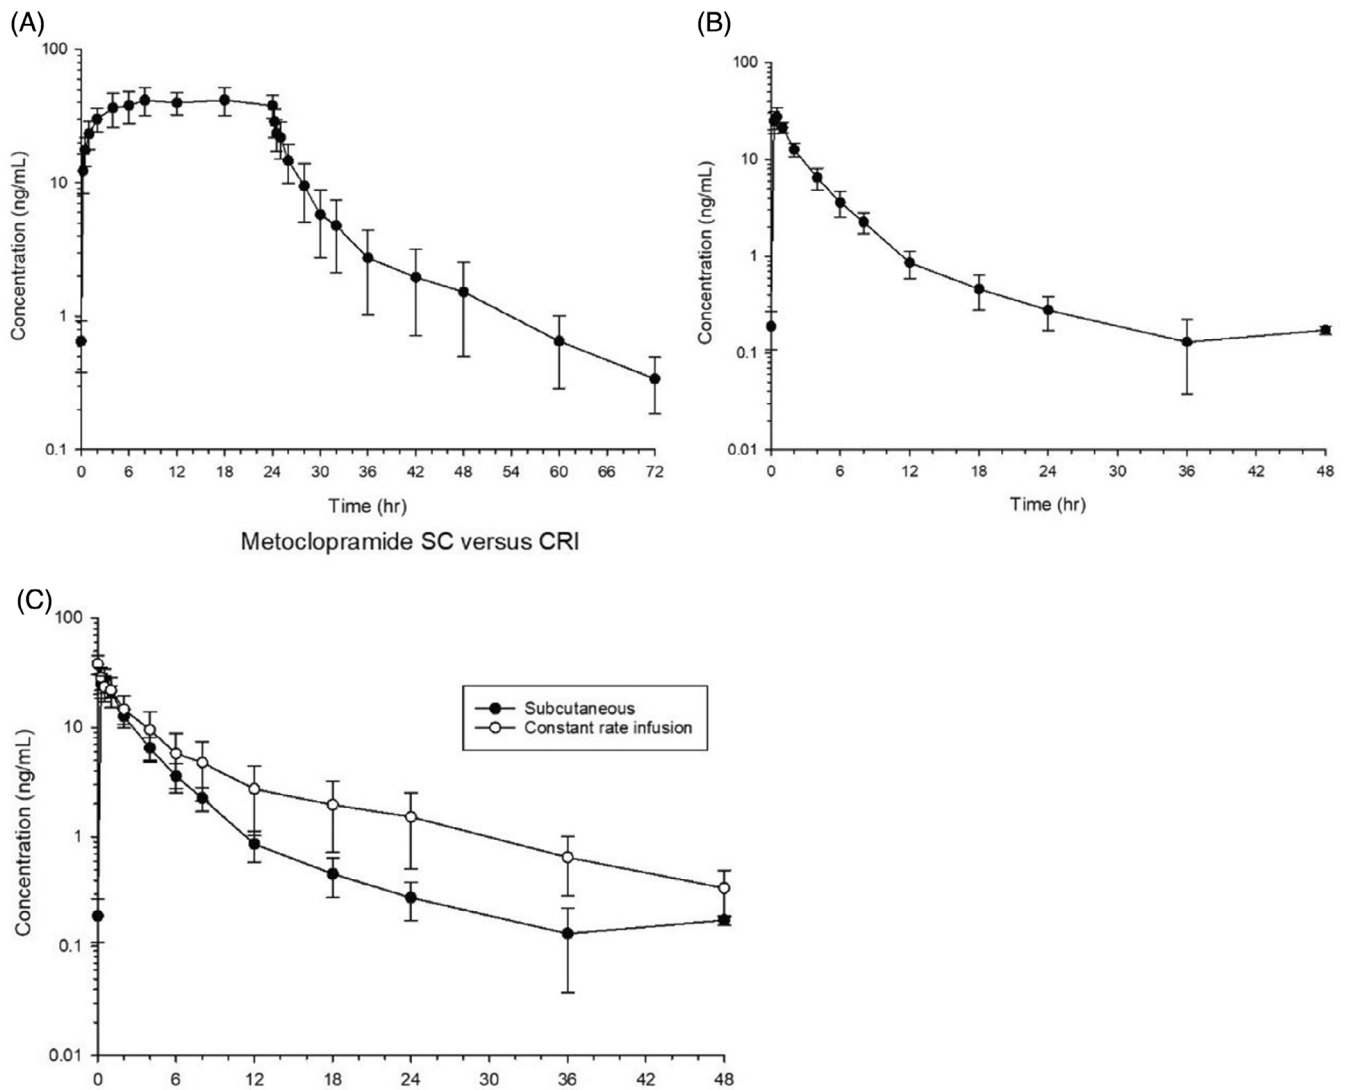 (A)
100
10
1
0.1
Concentration (ng/mL)
0 6 12 18 24 30 36 42 48 54 60 66 72
Time (hr)
(B)
100
10
1
0.1
0.01
Concentration (ng/mL)
0 6 12 18 24 30 36 42 48
Time (hr)
Metoclopramide SC versus CRI
(C)
100
10
1
0.1
0.01
Concentration (ng/mL)
Subcutaneous
Constant rate infusion
0 6 12 18 24 30 36 42 48